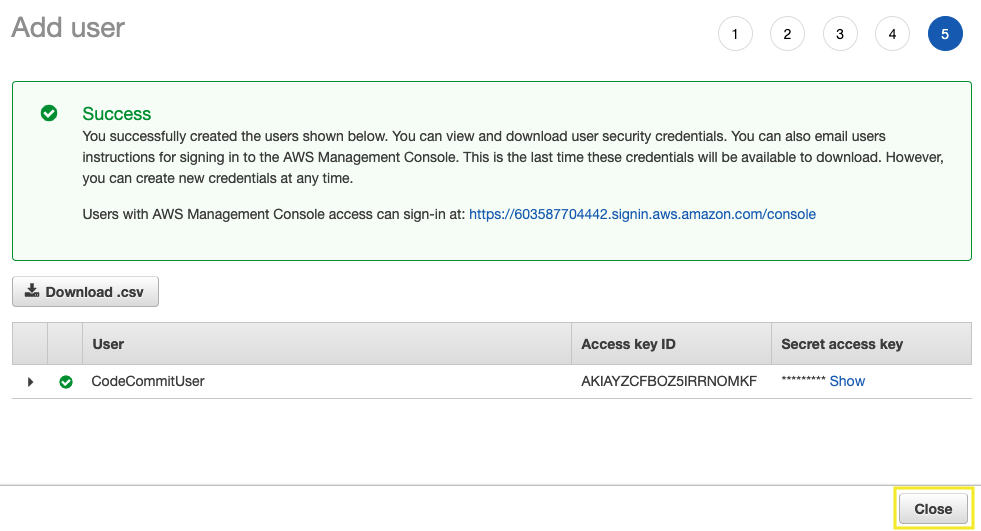 Add user
1 2 3 4 5
Success
You successfully created the users shown below. You can view and download user security credentials. You can also email users
instructions for signing in to the AWS Management Console. This is the last time these credentials will be available to download. However,
you can create new credentials at any time.
Users with AWS Management Console access can sign-in at: https://603587704442.signin.aws.amazon.com/console
Download .csv
User Access key ID Secret access key
CodeCommitUser AKIAYZCFBOZ5IRRNOMKF ********* Show
Close